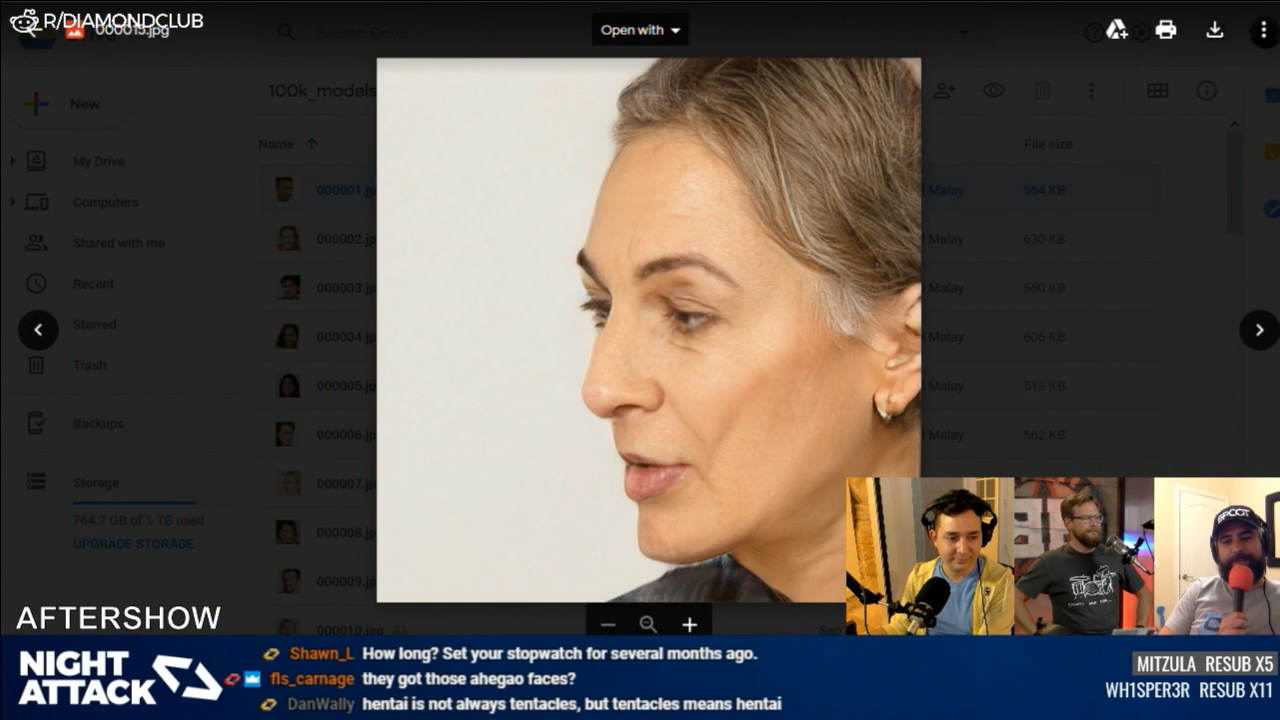 R/DIAMONDCLUB
000015.jpg
Open with
Search Drive
New
100k_models
Name
File size
My Drive
000001.jp
Malay
564 KB
Computers
000002.jp
Malay
630 KB
Shared with me
Recent
000003.jp
Malay
550 KB
Starred
000004.jp
Malay
606 KB
Trash
000005.jp
Malay
513 KB
Backups
000006.jp
Malay
562 KB
Storage
000007.jp
764.7 GB of 1 TB used
UPGRADE STORAGE
000008.jp
000009.jp
000010.jpg
Sep
EPCOT
AFTERSHOW
NIGHT
ATTACK
Shawn_L How long? Set your stopwatch for several months ago.
fls_carnage they got those ahegao faces?
DanWally hentai is not always tentacles, but tentacles means hentai
MITZULA RESUB X5
WH1SPER3R RESUB X11